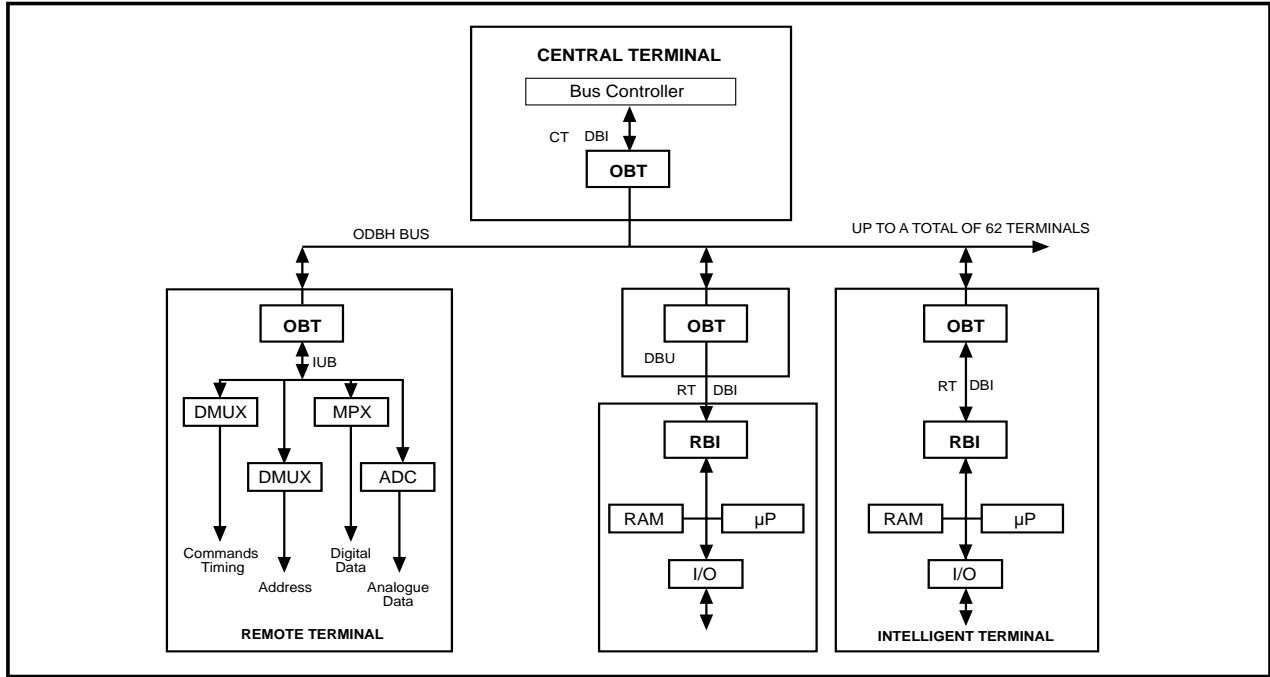 CENTRAL TERMINAL
Bus Controller
CT DBI
OBT
ODBH BUS
UP TO A TOTAL OF 62 TERMINALS
OBT
IUB
DMUX
MPX
DMUX
ADC
Commands
Timing
Digital
Data
Address
Analogue
Data
REMOTE TERMINAL
OBT
DBU
RT DBI
RBI
RAM
µP
I/O
OBT
RT DBI
RBI
RAM
µP
I/O
INTELLIGENT TERMINAL